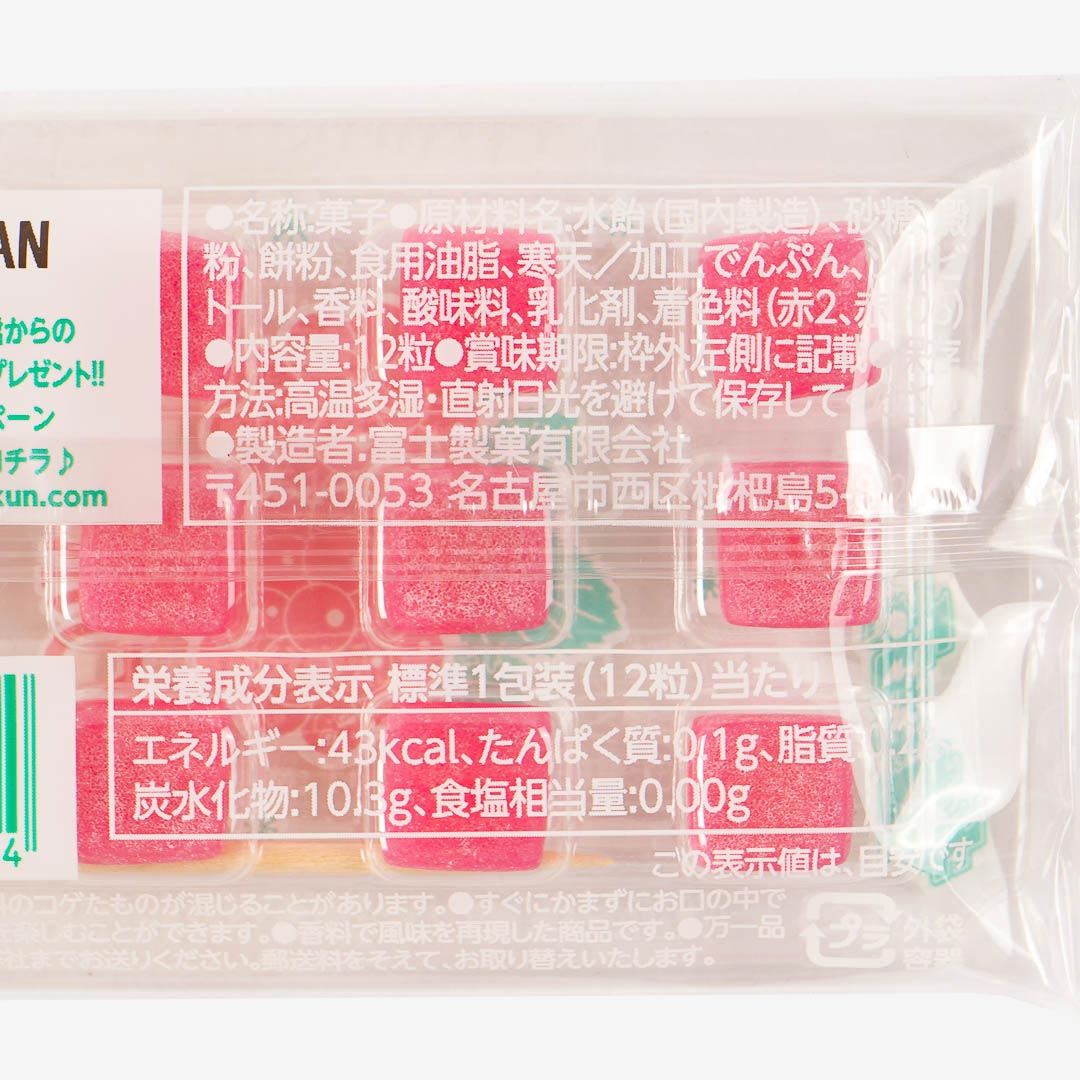 AN
からの
プレゼント!!
ペーン
コチラ♪
kun.com
●名称:菓子●原材料名:水飴(国内製造)、砂糖、澱
粉、餅粉、食用油脂、寒天／加工でんぷん、
トール、香料、酸味料、乳化剤、着色料(赤2、赤
●内容量:12粒●賞味期限:枠外左側に記載
方法:高温多湿・直射日光を避けて保存して
●製造者:富士製菓有限会社
〒451-0053 名古屋市西区枇杷島5-
栄養成分表示 標準1包装(12粒)当たり
エネルギー:43kcal、たんぱく質:0.1g、脂質:0.4
炭水化物:10.3g、食塩相当量:0.00g
この表示値は、目安です
4
のコゲたものが混じることがあります。●すぐにかまずにお口の中で
楽しむことができます。●香料で風味を再現した商品です。●万一品
社までお送りください。郵送料をそえて、お取り替えいたします。
プラ
外袋
容器